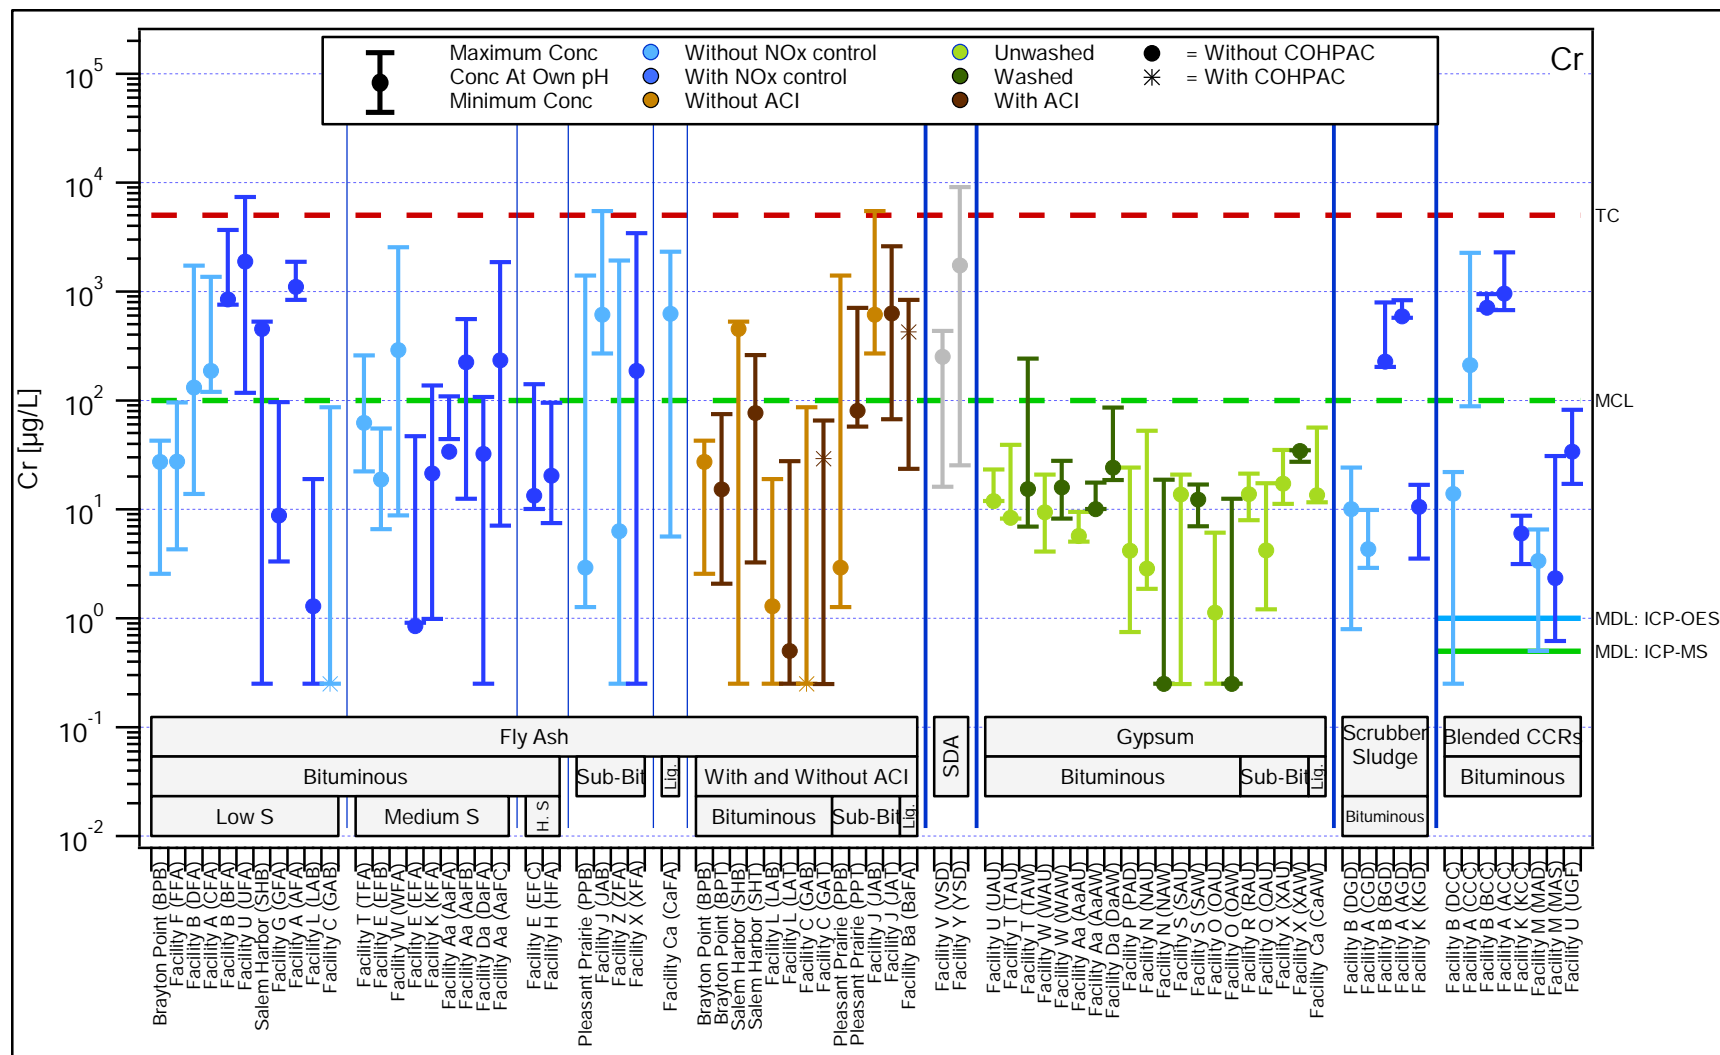 Cr
Maximum Conc
Conc At Own pH
Minimum Conc
Without NOx control
With NOx control
Without ACI
Unwashed
Washed
With ACI
= Without COHPAC
= With COHPAC
Cr [µg/L]
10^5
10^4
10^3
10^2
10^1
10^0
10^-1
10^-2
TC
MCL
MDL: ICP-OES
MDL: ICP-MS
Fly Ash
SDA
Gypsum
Scrubber
Sludge
Blended CCRs
Bituminous
Sub-Bit
Lig.
With and Without ACI
Bituminous
Sub-Bit
Lig.
Bituminous
Low S
Medium S
H. S
Bituminous
Sub-Bit
Lig.
Bituminous
Brayton Point (BPB)
Facility F (FFA)
Facility B (DFA)
Facility A (CFA)
Facility B (BFA)
Facility U (UFA)
Salem Harbor (SHB)
Facility G (GFA)
Facility A (AFA)
Facility L (LAB)
Facility C (GAB)
Facility T (TFA)
Facility E (EFB)
Facility W (WFA)
Facility E (EFA)
Facility K (KFA)
Facility Aa (AaFA)
Facility Aa (AaFB)
Facility Da (DaFA)
Facility Aa (AaFC)
Facility E (EFC)
Facility H (HFA)
Pleasant Prairie (PPB)
Facility J (JAB)
Facility Z (ZFA)
Facility X (XFA)
Facility Ca (CaFA)
Brayton Point (BPB)
Brayton Point (BPT)
Salem Harbor (SHB)
Salem Harbor (SHT)
Facility L (LAB)
Facility L (LAT)
Facility C (GAB)
Facility C (GAT)
Pleasant Prairie (PPB)
Pleasant Prairie (PPT)
Facility J (JAB)
Facility J (JAT)
Facility Ba (BaFA)
Facility V (VSD)
Facility Y (YSD)
Facility U (UAU)
Facility T (TAU)
Facility T (TAW)
Facility W (WAU)
Facility W (WAW)
Facility Aa (AaAU)
Facility Aa (AaAW)
Facility Da (DaAW)
Facility P (PAD)
Facility N (NAU)
Facility N (NAW)
Facility S (SAU)
Facility S (SAW)
Facility O (OAU)
Facility O (OAW)
Facility R (RAU)
Facility Q (QAU)
Facility X (XAU)
Facility X (XAW)
Facility Ca (CaAW)
Facility B (DGD)
Facility A (CGD)
Facility B (BGD)
Facility A (AGD)
Facility K (KGD)
Facility B (DCC)
Facility A (CCC)
Facility B (BCC)
Facility A (ACC)
Facility K (KCC)
Facility M (MAD)
Facility M (MAS)
Facility U (UGF)